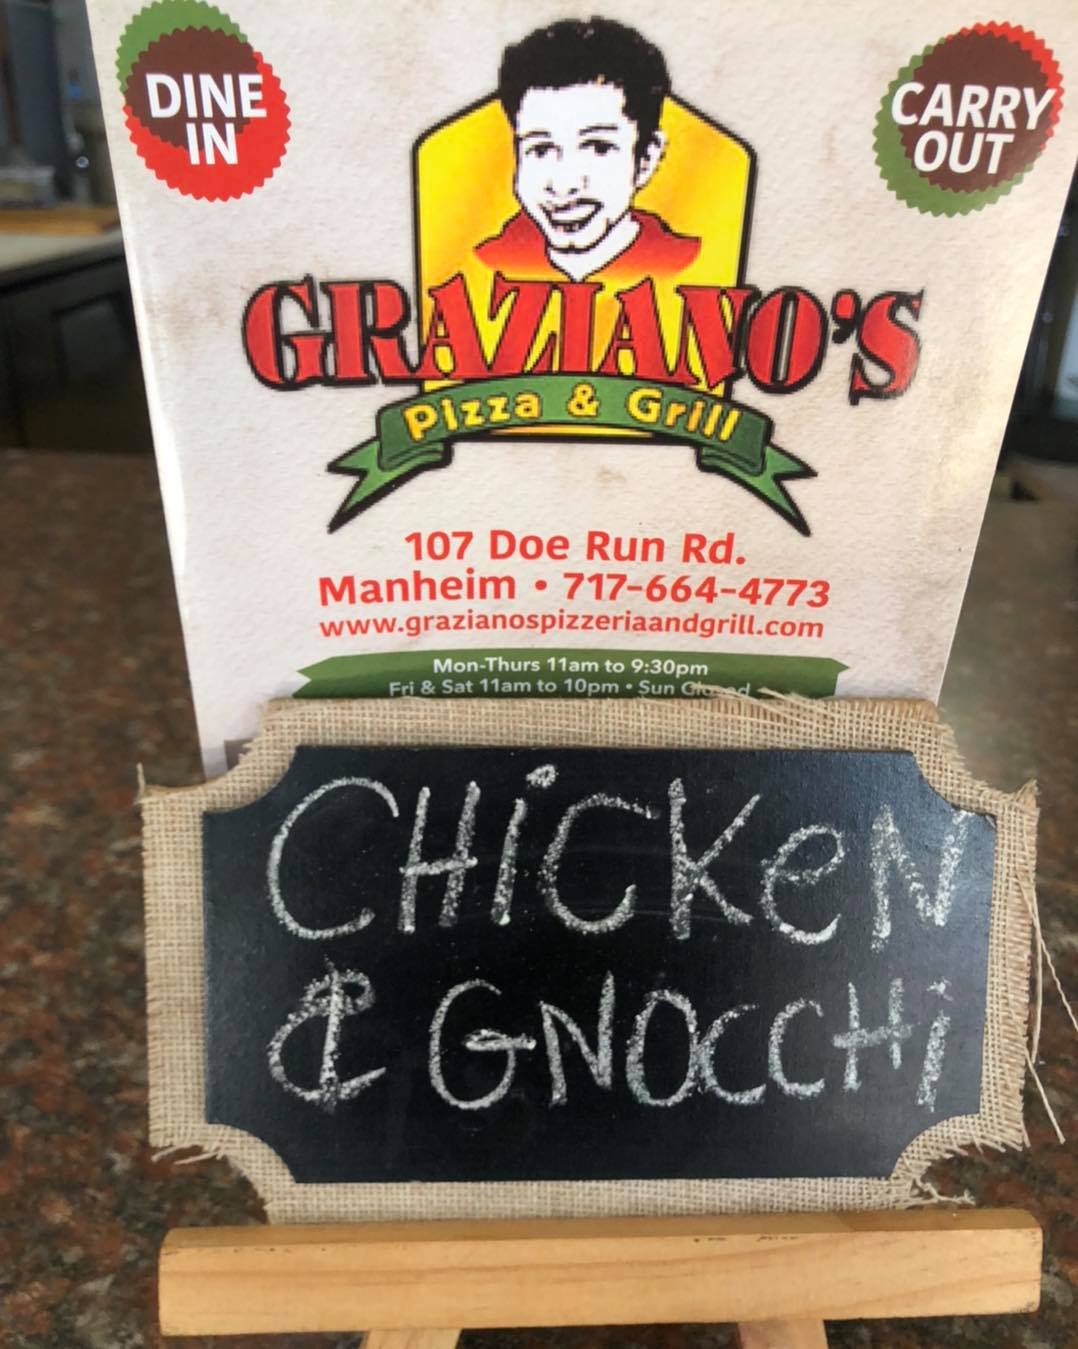 DINE
IN
CARRY
OUT
GRAZIANO'S
Pizza & Grill
107 Doe Run Rd.
Manheim • 717-664-4773
www.grazianospizzeriaandgrill.com
Mon-Thurs 11am to 9:30pm
Fri & Sat 11am to 10pm • Sun Closed
CHicKeN
& GNOCCHi